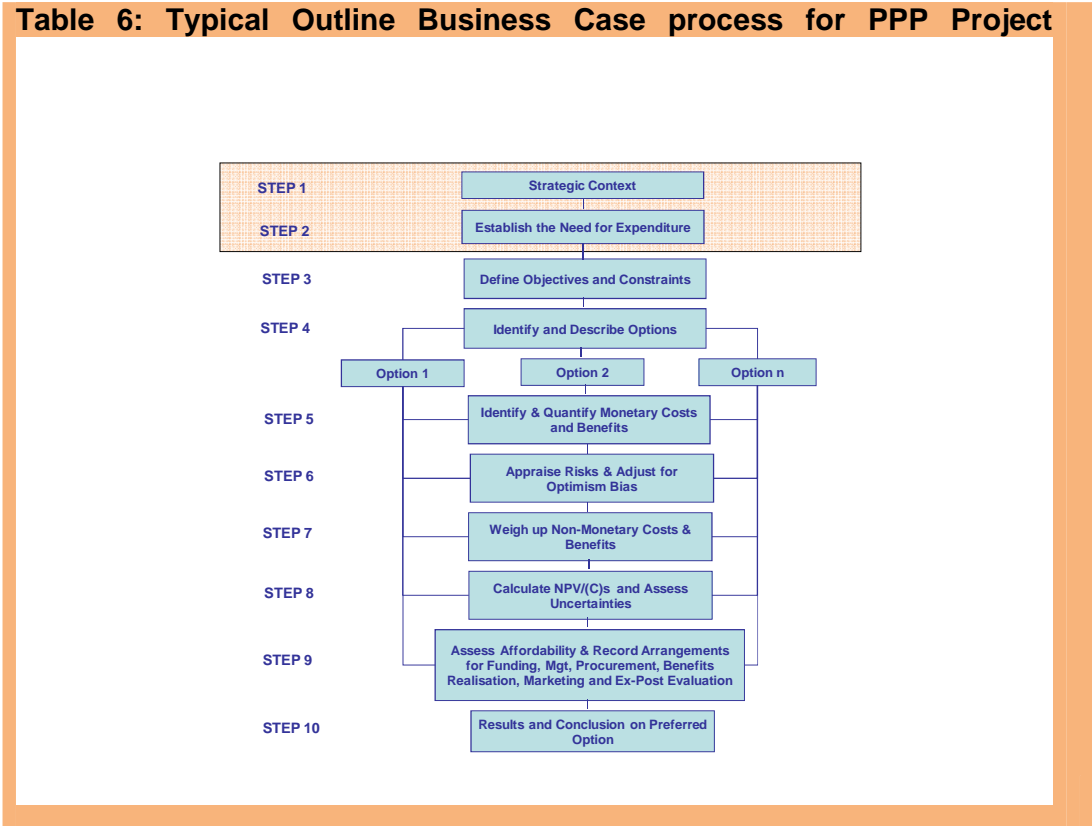 Table 6: Typical Outline Business Case process for PPP Project
STEP 1
Strategic Context
STEP 2
Establish the Need for Expenditure
STEP 3
Define Objectives and Constraints
STEP 4
Identify and Describe Options
Option 1
Option 2
Option n
STEP 5
Identify & Quantify Monetary Costs
and Benefits
STEP 6
Appraise Risks & Adjust for
Optimism Bias
STEP 7
Weigh up Non-Monetary Costs &
Benefits
STEP 8
Calculate NPV/(C)s and Assess
Uncertainties
STEP 9
Assess Affordability & Record Arrangements
for Funding, Mgt, Procurement, Benefits
Realisation, Marketing and Ex-Post Evaluation
STEP 10
Results and Conclusion on Preferred
Option